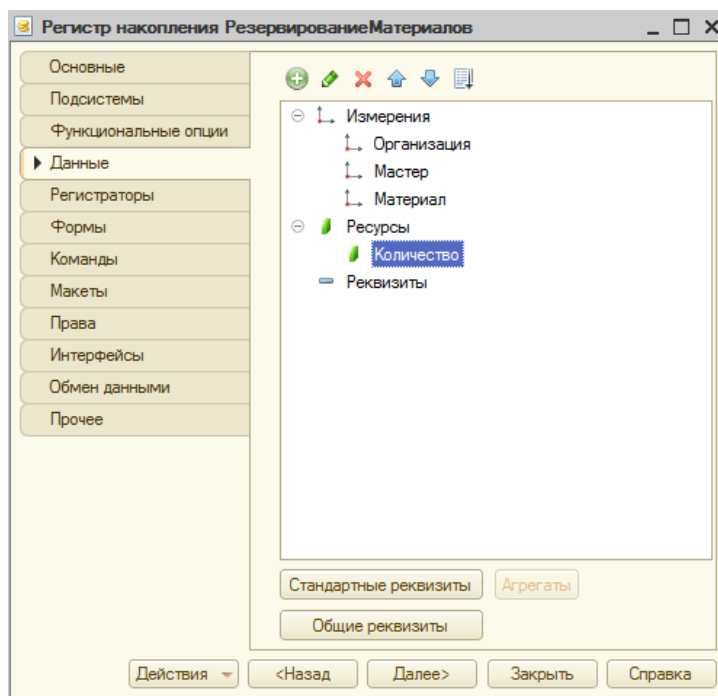 Регистр накопления РезервированиеМатериалов
Основные
Подсистемы
Функциональные опции
Данные
Регистраторы
Формы
Команды
Макеты
Права
Интерфейсы
Обмен данными
Прочее
Измерения
Организация
Мастер
Материал
Ресурсы
Количество
Реквизиты
Стандартные реквизиты
Агрегаты
Общие реквизиты
Действия
<Назад
Далее>
Закрыть
Справка